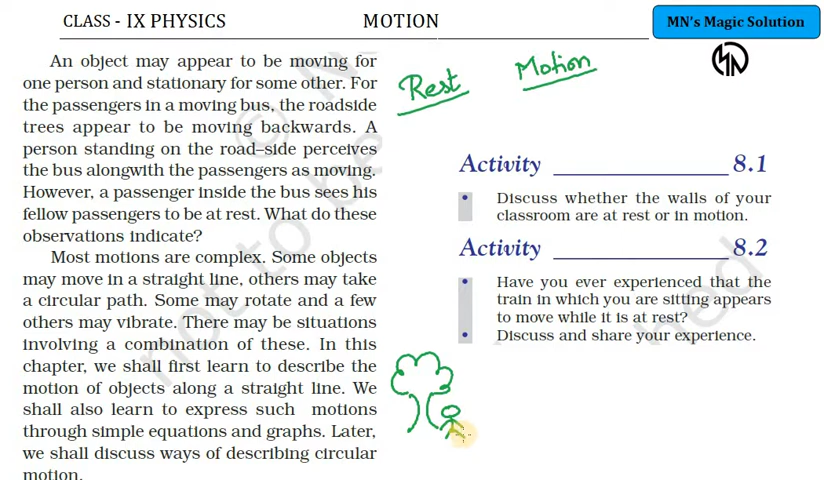 CLASS - IX PHYSICS
MOTION
MN's Magic Solution
An object may appear to be moving for
one person and stationary for some other. For
the passengers in a moving bus, the roadside
trees appear to be moving backwards. A
person standing on the road–side perceives
the bus alongwith the passengers as moving.
However, a passenger inside the bus sees his
fellow passengers to be at rest. What do these
observations indicate?
Most motions are complex. Some objects
may move in a straight line, others may take
a circular path. Some may rotate and a few
others may vibrate. There may be situations
involving a combination of these. In this
chapter, we shall first learn to describe the
motion of objects along a straight line. We
shall also learn to express such motions
through simple equations and graphs. Later,
we shall discuss ways of describing circular
motion.
Rest
Motion
Activity ______________ 8.1
• Discuss whether the walls of your
classroom are at rest or in motion.
Activity ______________ 8.2
• Have you ever experienced that the
train in which you are sitting appears
to move while it is at rest?
• Discuss and share your experience.
not to be